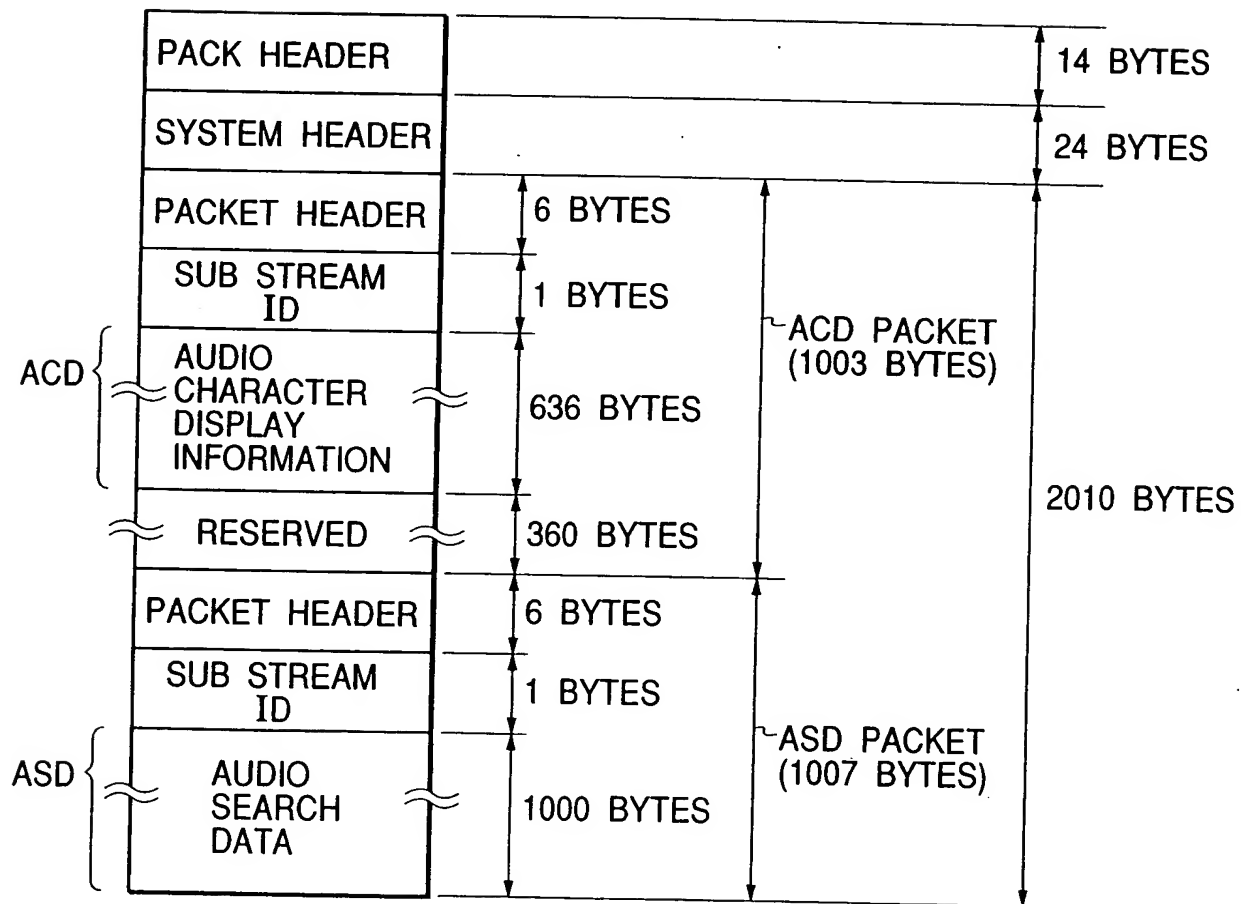 PACK HEADER
14 BYTES
SYSTEM HEADER
24 BYTES
PACKET HEADER
6 BYTES
SUB STREAM
ID
1 BYTES
ACD
AUDIO
CHARACTER
DISPLAY
INFORMATION
636 BYTES
ACD PACKET
(1003 BYTES)
2010 BYTES
RESERVED
360 BYTES
PACKET HEADER
6 BYTES
SUB STREAM
ID
1 BYTES
ASD
AUDIO
SEARCH
DATA
1000 BYTES
ASD PACKET
(1007 BYTES)